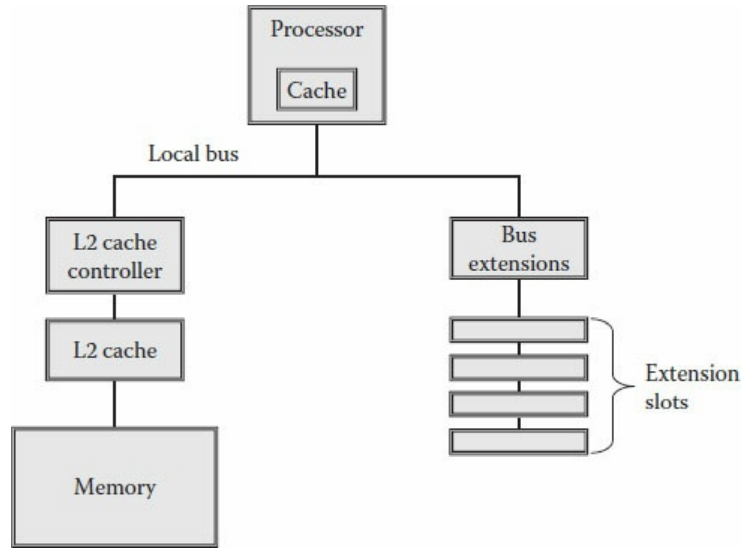 Processor
Cache
Local bus
L2 cache
controller
Bus
extensions
L2 cache
Extension
slots
Memory